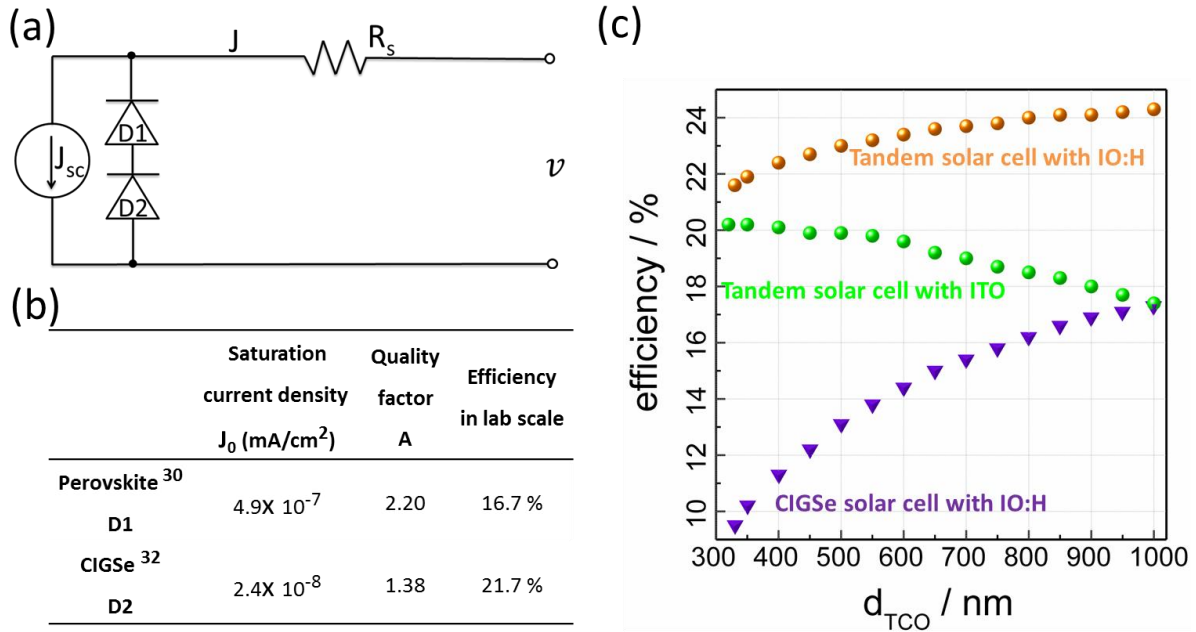 (a)
J
Rs
D1
Jsc
D2
v
(b)
Saturation
current density
J0 (mA/cm2)
Quality
factor
A
Efficiency
in lab scale
Perovskite 30
D1
4.9X 10-7
2.20
16.7 %
CIGSe 32
D2
2.4X 10-8
1.38
21.7 %
(c)
efficiency / %
24
22
20
18
16
14
12
10
Tandem solar cell with IO:H
Tandem solar cell with ITO
CIGSe solar cell with IO:H
300 400 500 600 700 800 900 1000
dTCO / nm